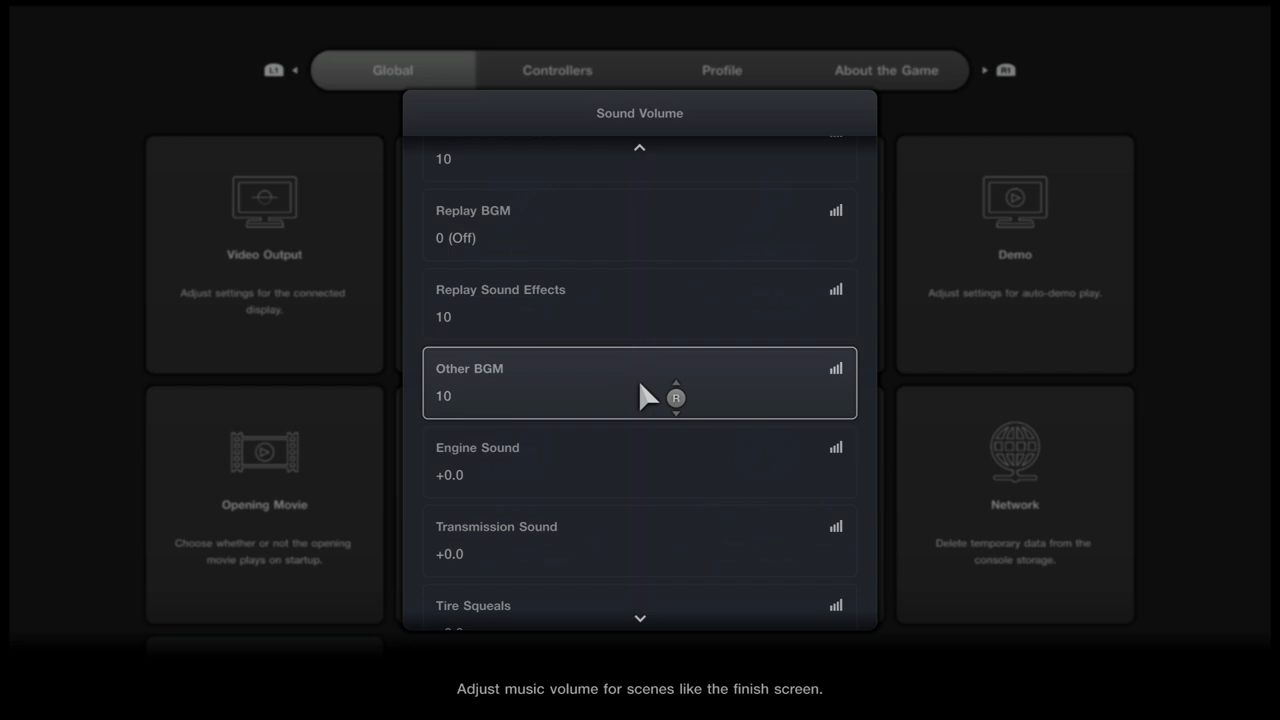 L1
Global
Controllers
Profile
About the Game
R1
Sound Volume
10
Replay BGM
0 (Off)
Replay Sound Effects
10
Other BGM
10
R
Engine Sound
+0.0
Transmission Sound
+0.0
Tire Squeals
Video Output
Adjust settings for the connected
display.
Demo
Adjust settings for auto-demo play.
Opening Movie
Choose whether or not the opening
movie plays on startup.
Network
Delete temporary data from the
console storage.
Adjust music volume for scenes like the finish screen.